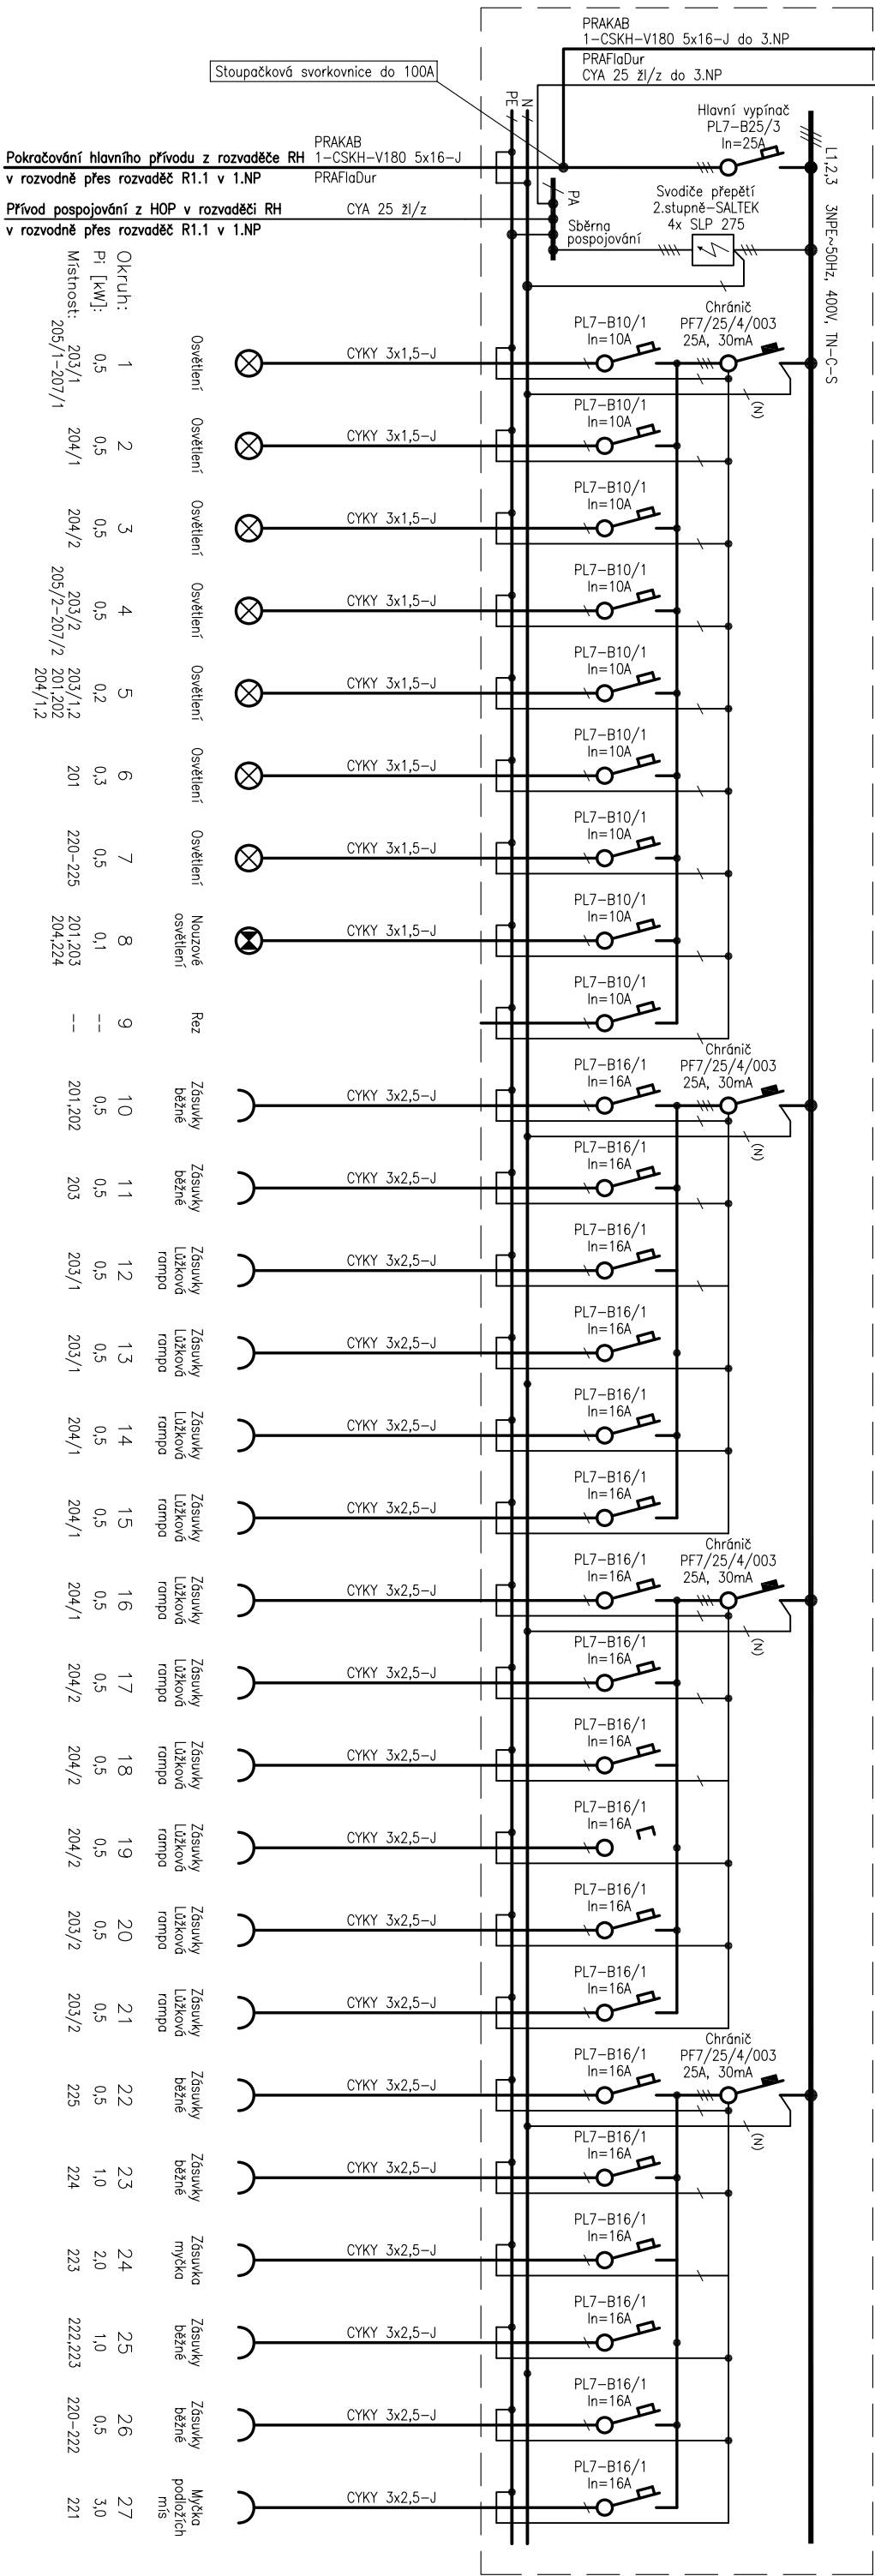 PRAKAB
1-CSKH-V180 5x16-J do 3.NP
PRAFlaDur
CYA 25 žl/z do 3.NP
Stoupačková svorkovnice do 100A
PE
N
Hlavní vypínač
PL7-B25/3
In=25A
L1,2,3 3NPE~50Hz, 400V, TN-C-S
Pokračování hlavního přívodu z rozvaděče RH
v rozvodně přes rozvaděč R1.1 v 1.NP
PRAKAB
1-CSKH-V180 5x16-J
PRAFlaDur
Přívod pospojování z HOP v rozvaděči RH
v rozvodně přes rozvaděč R1.1 v 1.NP
CYA 25 žl/z
PA
Sběrna
pospojování
Svodiče přepětí
2.stupně-SALTEK
4x SLP 275
Okruh:
Pi [kW]:
Místnost:
Chránič
PF7/25/4/003
25A, 30mA
(N)
1
0,5
203/1
205/1-207/1
Osvětlení
CYKY 3x1,5-J
PL7-B10/1
In=10A
2
0,5
204/1
Osvětlení
CYKY 3x1,5-J
PL7-B10/1
In=10A
3
0,5
204/2
Osvětlení
CYKY 3x1,5-J
PL7-B10/1
In=10A
4
0,5
203/2
205/2-207/2
Osvětlení
CYKY 3x1,5-J
PL7-B10/1
In=10A
5
0,2
203/1,2
201,202
204/1,2
Osvětlení
CYKY 3x1,5-J
PL7-B10/1
In=10A
6
0,3
201
Osvětlení
CYKY 3x1,5-J
PL7-B10/1
In=10A
7
0,5
220-225
Osvětlení
CYKY 3x1,5-J
PL7-B10/1
In=10A
8
0,1
201,203
204,224
Nouzové
osvětlení
CYKY 3x1,5-J
PL7-B10/1
In=10A
9
--
--
Rez
PL7-B10/1
In=10A
Chránič
PF7/25/4/003
25A, 30mA
(N)
10
0,5
201,202
Zásuvky
běžné
CYKY 3x2,5-J
PL7-B16/1
In=16A
11
0,5
203
Zásuvky
běžné
CYKY 3x2,5-J
PL7-B16/1
In=16A
12
0,5
203/1
Zásuvky
Lůžková
rampa
CYKY 3x2,5-J
PL7-B16/1
In=16A
13
0,5
203/1
Zásuvky
Lůžková
rampa
CYKY 3x2,5-J
PL7-B16/1
In=16A
14
0,5
204/1
Zásuvky
Lůžková
rampa
CYKY 3x2,5-J
PL7-B16/1
In=16A
15
0,5
204/1
Zásuvky
Lůžková
rampa
CYKY 3x2,5-J
PL7-B16/1
In=16A
Chránič
PF7/25/4/003
25A, 30mA
(N)
16
0,5
204/1
Zásuvky
Lůžková
rampa
CYKY 3x2,5-J
PL7-B16/1
In=16A
17
0,5
204/2
Zásuvky
Lůžková
rampa
CYKY 3x2,5-J
PL7-B16/1
In=16A
18
0,5
204/2
Zásuvky
Lůžková
rampa
CYKY 3x2,5-J
PL7-B16/1
In=16A
19
0,5
204/2
Zásuvky
Lůžková
rampa
CYKY 3x2,5-J
PL7-B16/1
In=16A
20
0,5
203/2
Zásuvky
Lůžková
rampa
CYKY 3x2,5-J
PL7-B16/1
In=16A
21
0,5
203/2
Zásuvky
Lůžková
rampa
CYKY 3x2,5-J
PL7-B16/1
In=16A
Chránič
PF7/25/4/003
25A, 30mA
(N)
22
0,5
225
Zásuvky
běžné
CYKY 3x2,5-J
PL7-B16/1
In=16A
23
1,0
224
Zásuvky
běžné
CYKY 3x2,5-J
PL7-B16/1
In=16A
24
2,0
223
Zásuvka
myčka
CYKY 3x2,5-J
PL7-B16/1
In=16A
25
1,0
222,223
Zásuvky
běžné
CYKY 3x2,5-J
PL7-B16/1
In=16A
26
0,5
220-222
Zásuvky
běžné
CYKY 3x2,5-J
PL7-B16/1
In=16A
27
3,0
221
Myčka
podložích
mís
CYKY 3x2,5-J
PL7-B16/1
In=16A